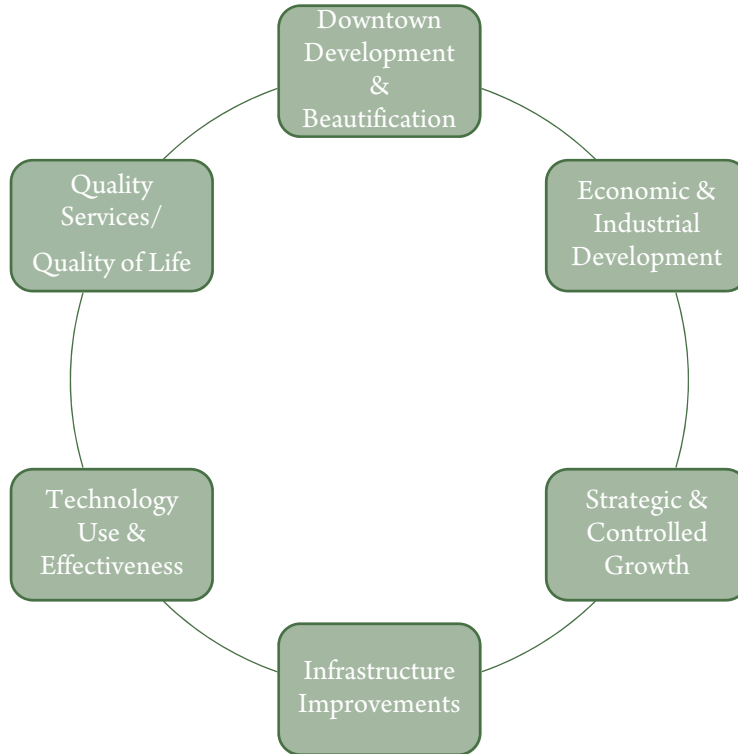 Downtown
Development
&
Beautification
Economic &
Industrial
Development
Strategic &
Controlled
Growth
Infrastructure
Improvements
Technology
Use &
Effectiveness
Quality
Services/
Quality of Life